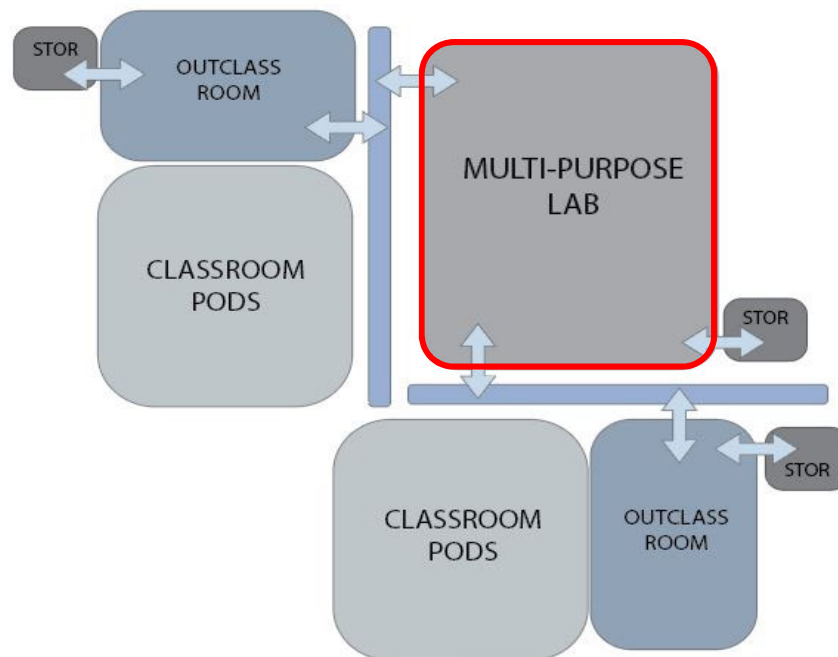 STOR
OUTCLASS
ROOM
MULTI-PURPOSE
LAB
CLASSROOM
PODS
STOR
CLASSROOM
PODS
OUTCLASS
ROOM
STOR